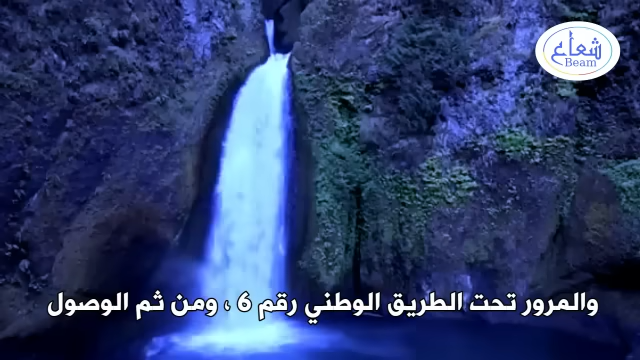 شعاع
Beam
والمرور تحت الطريق الوطني رقم 6 ، ومن ثم الوصول